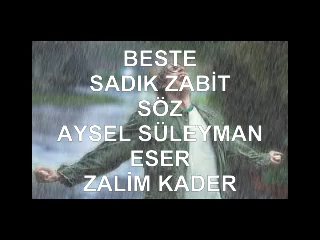 BESTE
SADIK ZABİT
SÖZ
AYSEL SÜLEYMAN
ESER
ZALİM KADER